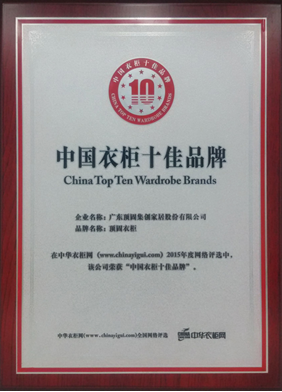 中国衣柜十佳品牌
10
CHINA TOP TEN WARDROBE BRANDS
中国衣柜十佳品牌
China Top Ten Wardrobe Brands
企业名称：广东顶固集创家居股份有限公司
品牌名称：顶固衣柜
在中华衣柜网（www.chinayigui.com）2015年度网络评选中，
该公司荣获“中国衣柜十佳品牌”。
中华衣柜网(www.chinayigui.com)全国网络评选
中华衣柜网